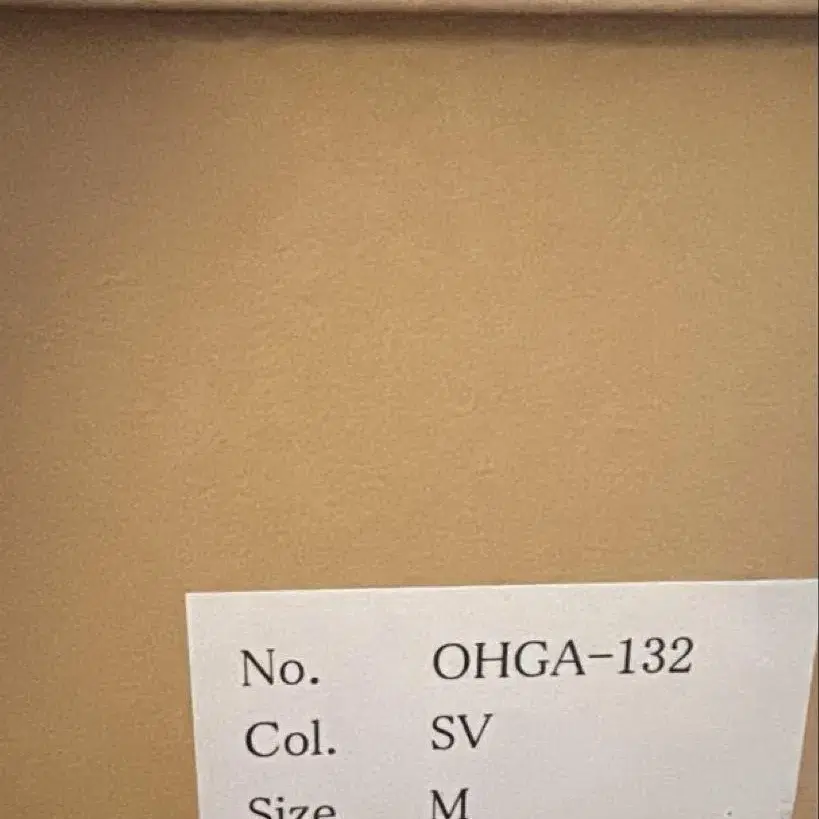 No. OHGA-132
Col. SV
Size M